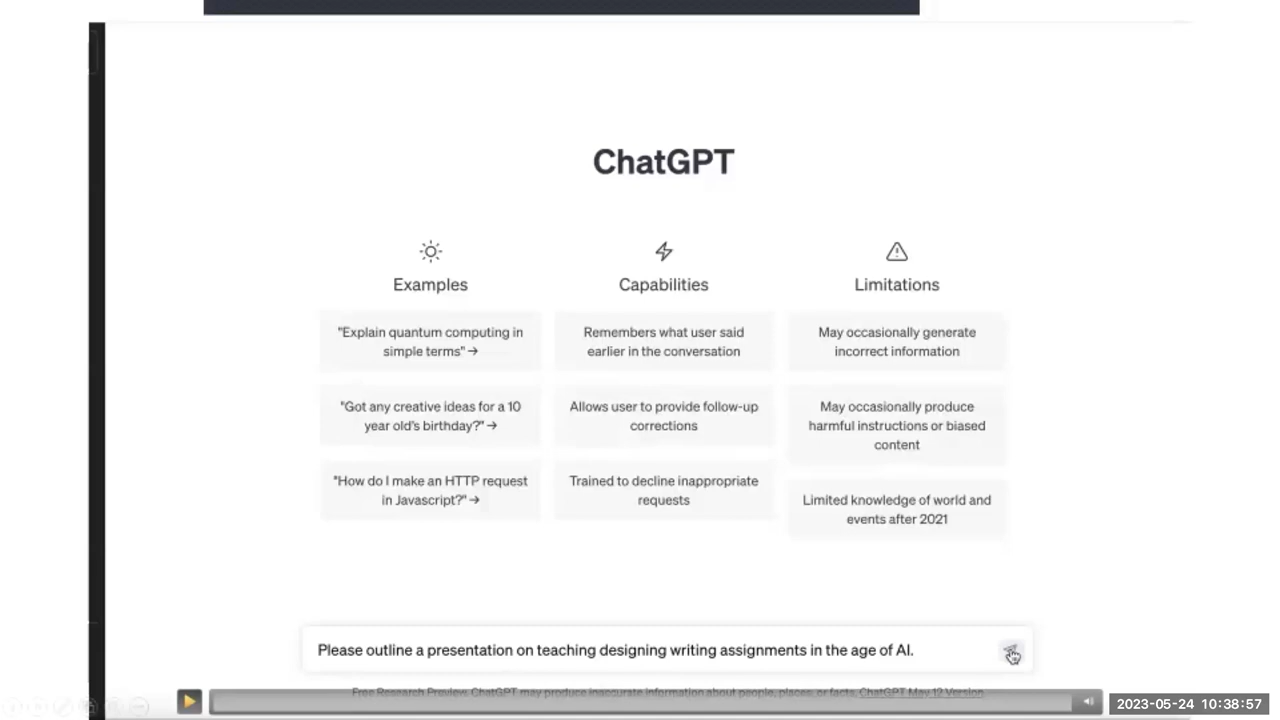 ChatGPT
Examples
Capabilities
Limitations
"Explain quantum computing in
simple terms" →
Remembers what user said
earlier in the conversation
May occasionally generate
incorrect information
"Got any creative ideas for a 10
year old's birthday?" →
Allows user to provide follow-up
corrections
May occasionally produce
harmful instructions or biased
content
"How do I make an HTTP request
in Javascript?" →
Trained to decline inappropriate
requests
Limited knowledge of world and
events after 2021
Please outline a presentation on teaching designing writing assignments in the age of AI.
Free Research Preview. ChatGPT may produce inaccurate information about people, places, or facts. ChatGPT May 12 Version
2023-05-24 10:38:57